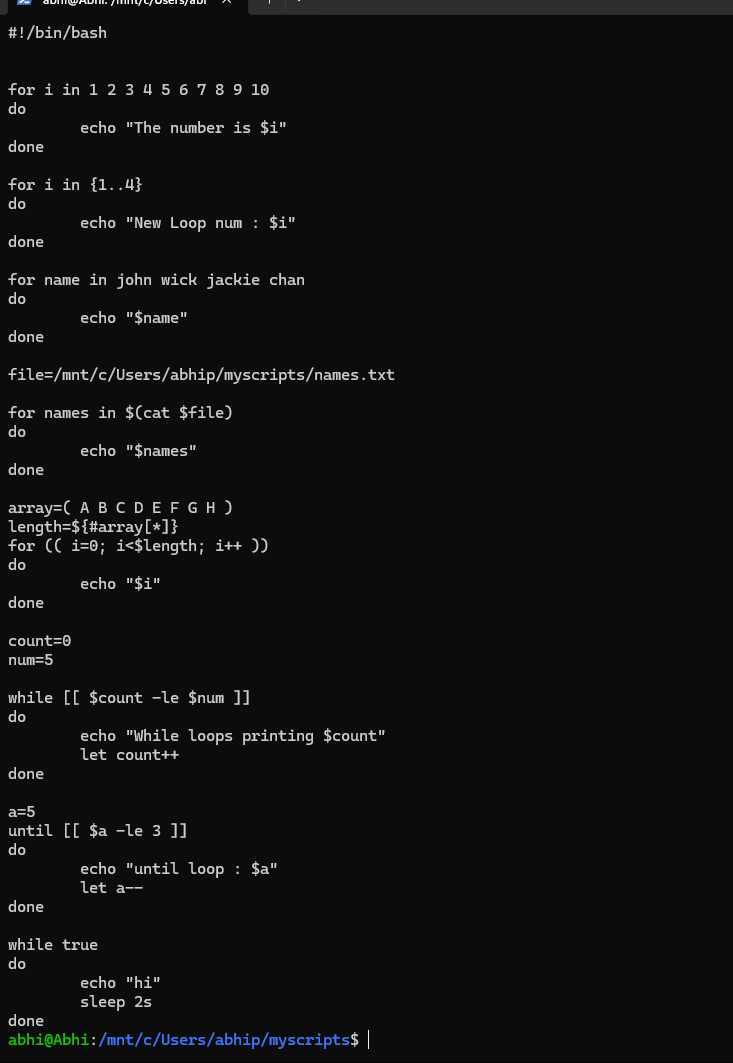 abhi@Abhi: /mnt/c/Users/abl
#!/bin/bash
for i in 1 2 3 4 5 6 7 8 9 10
do
echo "The number is $i"
done
for i in {1..4}
do
echo "New Loop num : $i"
done
for name in john wick jackie chan
do
echo "$name"
done
file=/mnt/c/Users/abhip/myscripts/names.txt
for names in $(cat $file)
do
echo "$names"
done
array=( A B C D E F G H )
length=${#array[*]}
for (( i=0; i<$length; i++ ))
do
echo "$i"
done
count=0
num=5
while [[ $count -le $num ]]
do
echo "While loops printing $count"
let count++
done
a=5
until [[ $a -le 3 ]]
do
echo "until loop : $a"
let a--
done
while true
do
echo "hi"
sleep 2s
done
abhi@Abhi:/mnt/c/Users/abhip/myscripts$